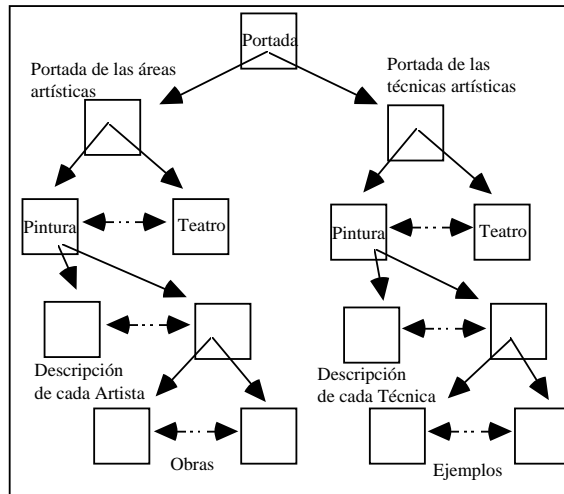 Portada
Portada de las áreas
artísticas
Portada de las
técnicas artísticas
Pintura
Teatro
Pintura
Teatro
Descripción
de cada Artista
Descripción
de cada Técnica
Obras
Ejemplos